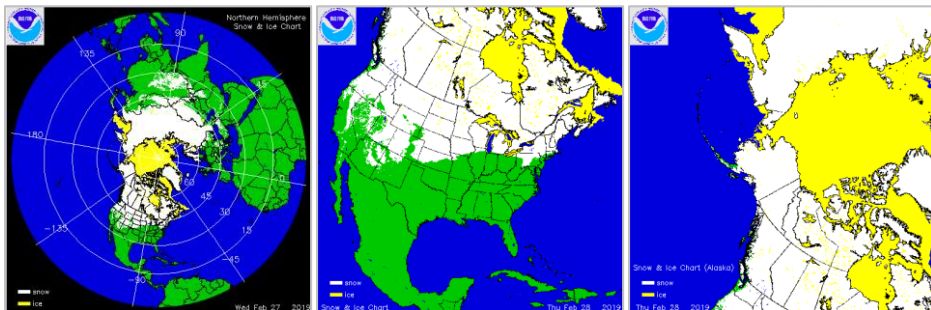 Northern Hemisphere
Snow & Ice Chart
90
135
180
-135
-90
-45
0
60
45
30
15
snow
ice
Wed Feb 27 2019
snow
ice
Snow & Ice Chart
Thu Feb 28 2019
Snow & Ice Chart (Alaska)
snow
ice
Thu Feb 28 2019